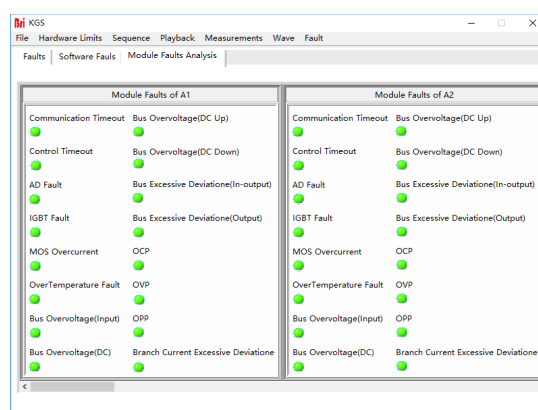 Bri KGS
File Hardware Limits Sequence Playback Measurements Wave Fault
Faults Software Fauls Module Faults Analysis
Module Faults of A1
Communication Timeout Bus Overvoltage(DC Up)
Control Timeout Bus Overvoltage(DC Down)
AD Fault Bus Excessive Deviatione(In-output)
IGBT Fault Bus Excessive Deviatione(Output)
MOS Overcurrent OCP
OverTemperature Fault OVP
Bus Overvoltage(Input) OPP
Bus Overvoltage(DC) Branch Current Excessive Deviatione
Module Faults of A2
Communication Timeout Bus Overvoltage(DC Up)
Control Timeout Bus Overvoltage(DC Down)
AD Fault Bus Excessive Deviatione(In-output)
IGBT Fault Bus Excessive Deviatione(Output)
MOS Overcurrent OCP
OverTemperature Fault OVP
Bus Overvoltage(Input) OPP
Bus Overvoltage(DC) Branch Current Excessive Deviatione